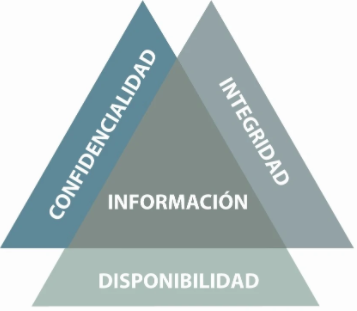 CONFIDENCIALIDAD
INTEGRIDAD
INFORMACIÓN
DISPONIBILIDAD